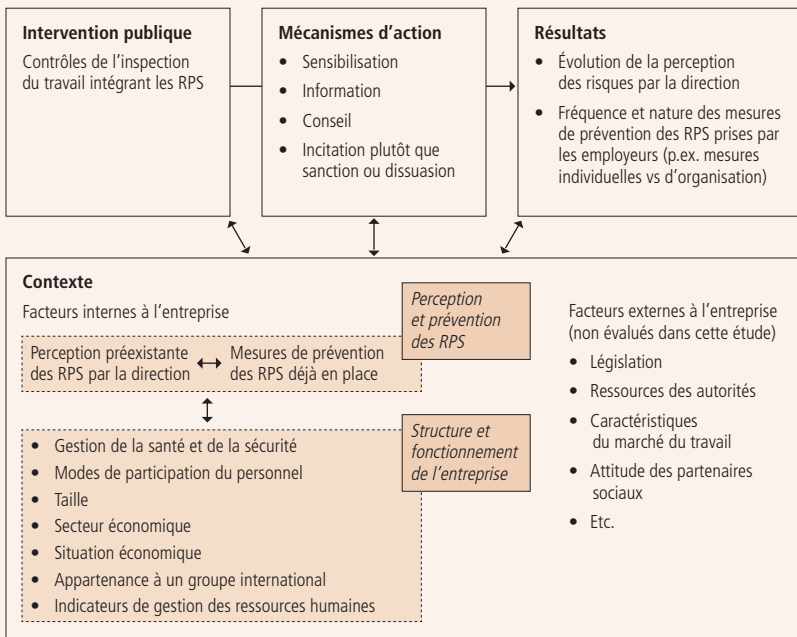 Intervention publique
Contrôles de l’inspection
du travail intégrant les RPS
Mécanismes d’action
• Sensibilisation
• Information
• Conseil
• Incitation plutôt que
sanction ou dissuasion
Résultats
• Évolution de la perception
des risques par la direction
• Fréquence et nature des mesures
de prévention des RPS prises par
les employeurs (p.ex. mesures
individuelles vs d’organisation)
Contexte
Facteurs internes à l’entreprise
Perception
et prévention
des RPS
Perception préexistante
des RPS par la direction
Mesures de prévention
des RPS déjà en place
Structure et
fonctionnement
de l’entreprise
• Gestion de la santé et de la sécurité
• Modes de participation du personnel
• Taille
• Secteur économique
• Situation économique
• Appartenance à un groupe international
• Indicateurs de gestion des ressources humaines
Facteurs externes à l’entreprise
(non évalués dans cette étude)
• Législation
• Ressources des autorités
• Caractéristiques
du marché du travail
• Attitude des partenaires
sociaux
• Etc.